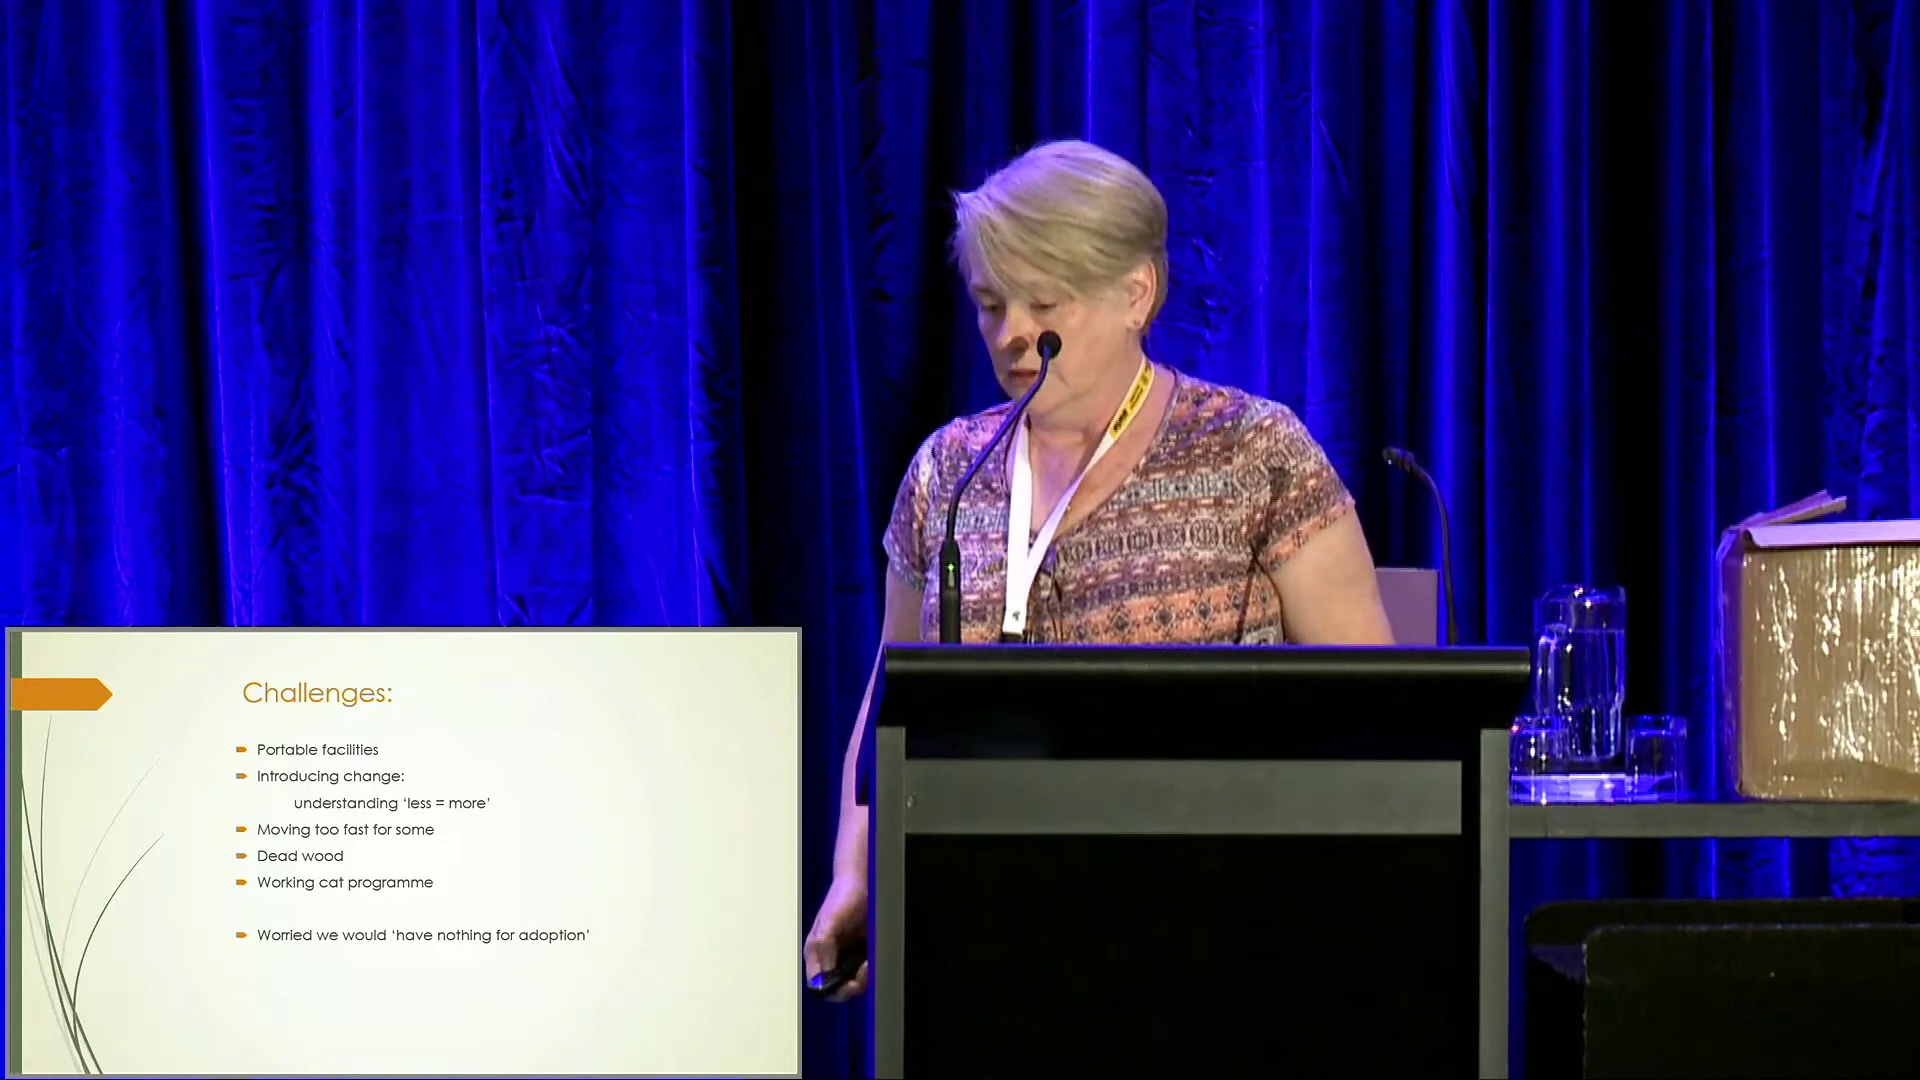 Challenges:
Portable facilities
Introducing change:
understanding ‘less = more’
Moving too fast for some
Dead wood
Working cat programme
Worried we would ‘have nothing for adoption’